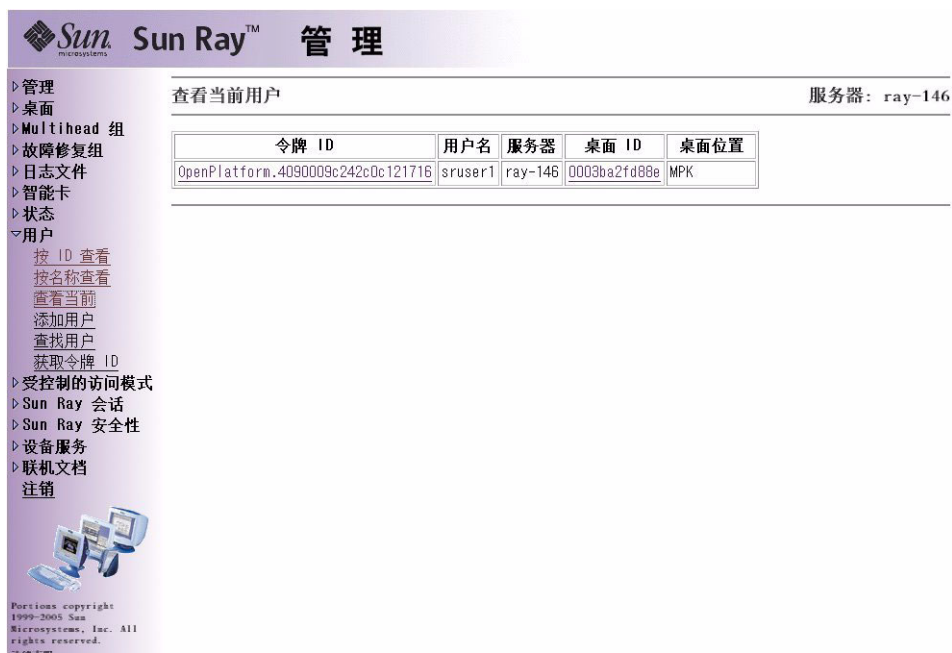 Sun
microsystems
Sun Ray™ 管 理
管理
桌面
Multihead 组
故障修复组
日志文件
智能卡
状态
用户
按 ID 查看
按名称查看
查看当前
添加用户
查找用户
获取令牌 ID
受控制的访问模式
Sun Ray 会话
Sun Ray 安全性
设备服务
联机文档
注销
Portions copyright
1999-2005 Sun
Microsystems, Inc. All
rights reserved.
查看当前用户 服务器: ray-146
令牌 ID 用户名 服务器 桌面 ID 桌面位置
OpenPlatform.4090009c242c0c121716 sruser1 ray-146 0003ba2fd88e MPK